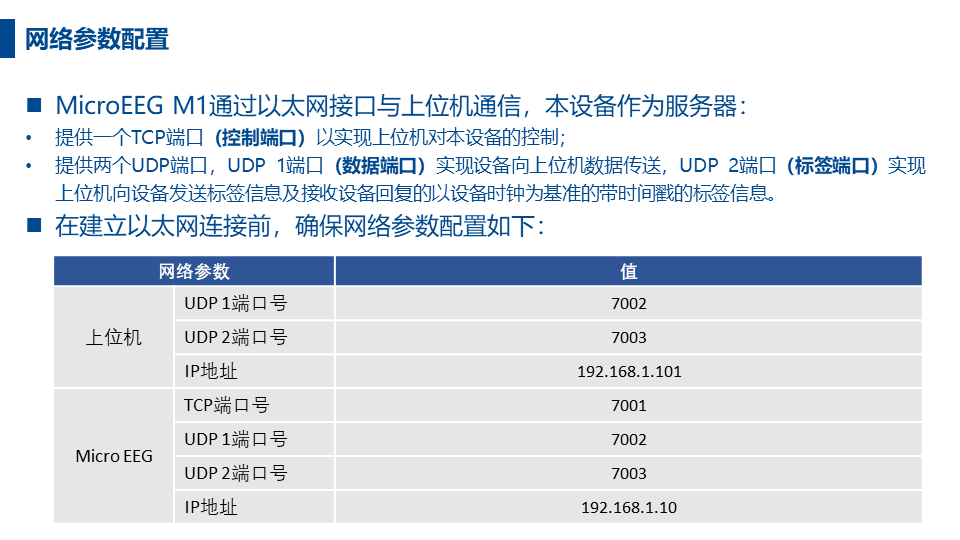 网络参数配置
■ MicroEEG M1通过以太网接口与上位机通信，本设备作为服务器：
• 提供一个TCP端口（控制端口）以实现上位机对本设备的控制；
• 提供两个UDP端口，UDP 1端口（数据端口）实现设备向上位机数据传送，UDP 2端口（标签端口）实现
上位机向设备发送标签信息及接收设备回复的以设备时钟为基准的带时间戳的标签信息。
■ 在建立以太网连接前，确保网络参数配置如下：
网络参数 值
上位机
UDP 1端口号 7002
UDP 2端口号 7003
IP地址 192.168.1.101
Micro EEG
TCP端口号 7001
UDP 1端口号 7002
UDP 2端口号 7003
IP地址 192.168.1.10